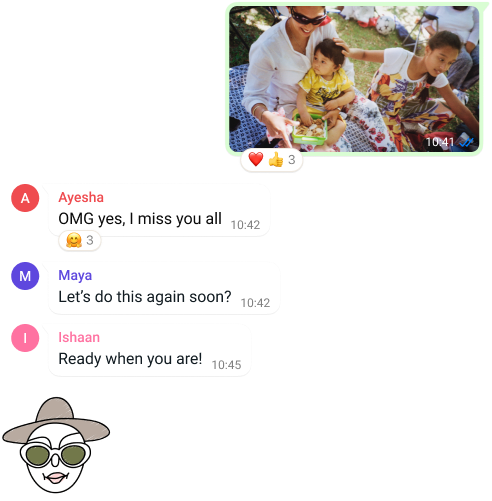 10:41
3
A
Ayesha
OMG yes, I miss you all 10:42
3
M
Maya
Let's do this again soon? 10:42
I
Ishaan
Ready when you are! 10:45